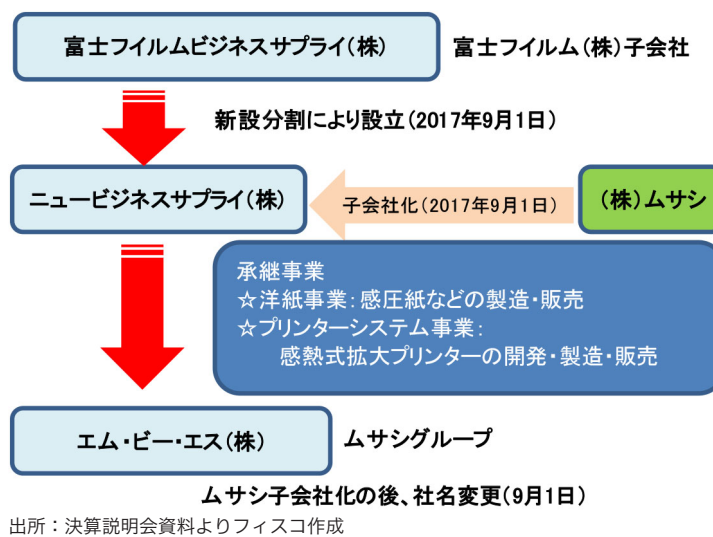 富士フイルムビジネスサプライ(株)
富士フイルム(株)子会社
新設分割により設立(2017年9月1日)
ニュービジネスサプライ(株)
子会社化(2017年9月1日)
(株)ムサシ
承継事業
☆洋紙事業:感圧紙などの製造・販売
☆プリンターシステム事業:
感熱式拡大プリンターの開発・製造・販売
エム・ビー・エス(株)
ムサシグループ
ムサシ子会社化の後、社名変更(9月1日)
出所:決算説明会資料よりフィスコ作成